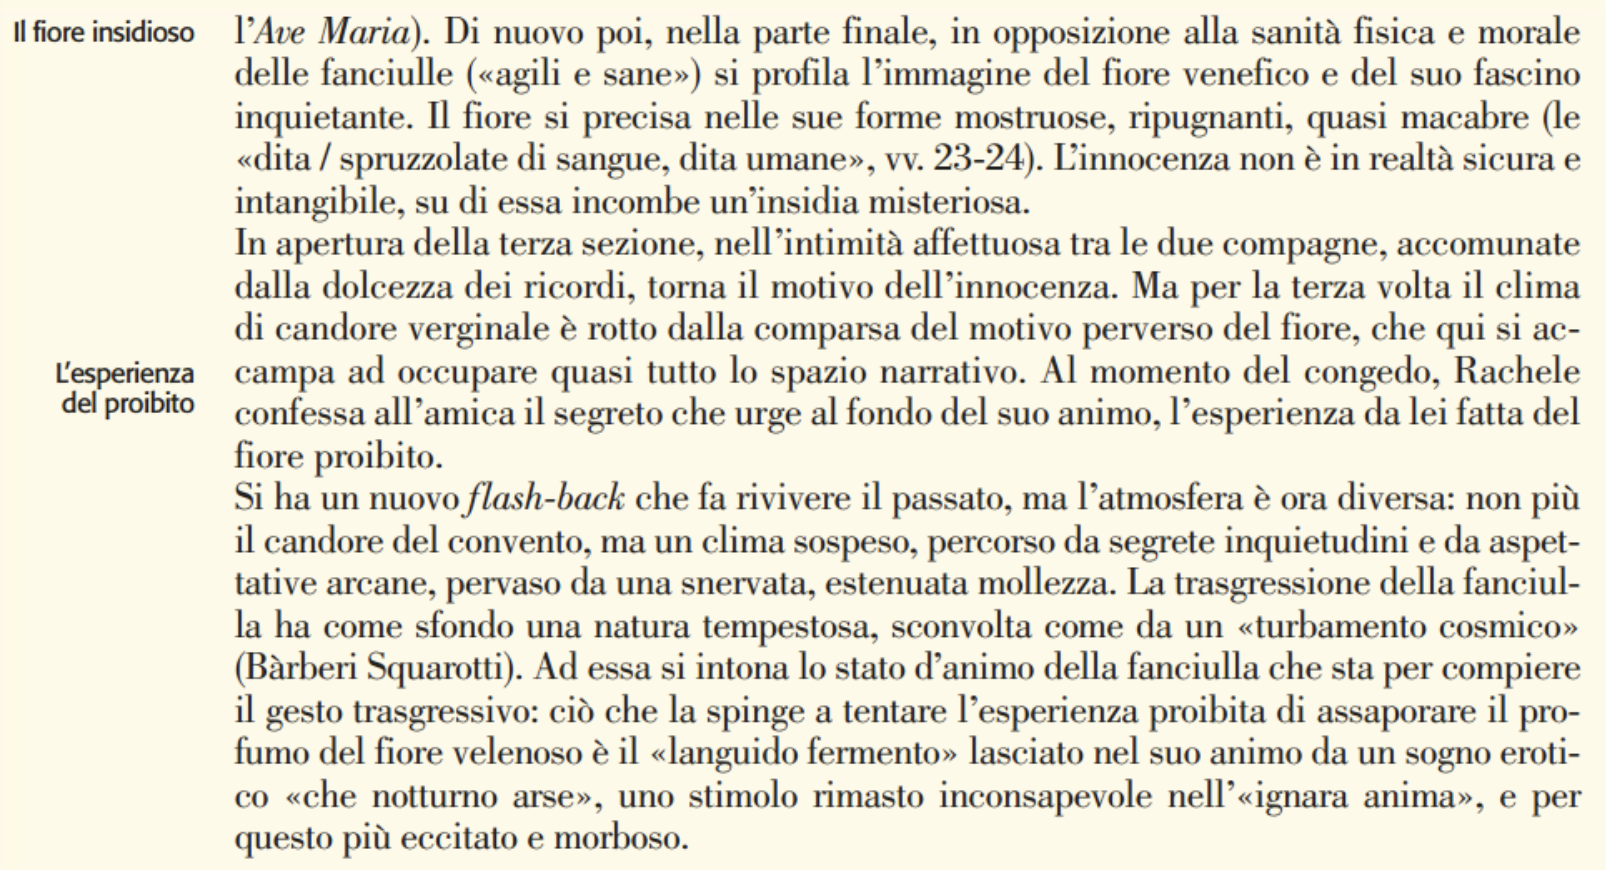 Il fiore insidioso
l'Ave Maria). Di nuovo poi, nella parte finale, in opposizione alla sanità fisica e morale
delle fanciulle («agili e sane») si profila l'immagine del fiore venefico e del suo fascino
inquietante. Il fiore si precisa nelle sue forme mostruose, ripugnanti, quasi macabre (le
«dita / spruzzolate di sangue, dita umane», vv. 23-24). L'innocenza non è in realtà sicura e
intangibile, su di essa incombe un'insidia misteriosa.
In apertura della terza sezione, nell'intimità affettuosa tra le due compagne, accomunate
dalla dolcezza dei ricordi, torna il motivo dell'innocenza. Ma per la terza volta il clima
di candore verginale è rotto dalla comparsa del motivo perverso del fiore, che qui si ac-
L'esperienza
del proibito
campa ad occupare quasi tutto lo spazio narrativo. Al momento del congedo, Rachele
confessa all'amica il segreto che urge al fondo del suo animo, l'esperienza da lei fatta del
fiore proibito.
Si ha un nuovo flash-back che fa rivivere il passato, ma l'atmosfera è ora diversa: non più
il candore del convento, ma un clima sospeso, percorso da segrete inquietudini e da aspet-
tative arcane, pervaso da una snervata, estenuata mollezza. La trasgressione della fanciul-
la ha come sfondo una natura tempestosa, sconvolta come da un «turbamento cosmico»
(Bàrberi Squarotti). Ad essa si intona lo stato d'animo della fanciulla che sta per compiere
il gesto trasgressivo: ciò che la spinge a tentare l'esperienza proibita di assaporare il pro-
fumo del fiore velenoso è il «languido fermento» lasciato nel suo animo da un sogno eroti-
co «che notturno arse», uno stimolo rimasto inconsapevole nell'«ignara anima», e per
questo più eccitato e morboso.